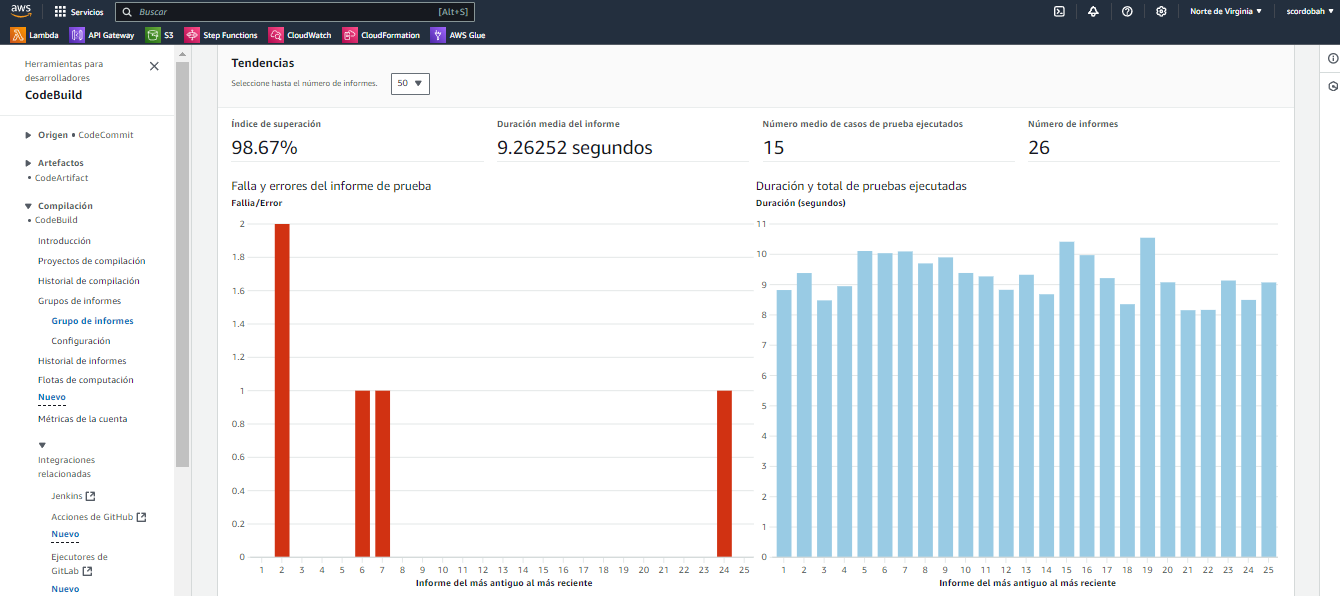 aws
Servicios
Buscar
[Alt+S]
Norte de Virginia
scordobah
Lambda
API Gateway
S3
Step Functions
CloudWatch
CloudFormation
AWS Glue
Herramientas para
desarrolladores
CodeBuild
Origen • CodeCommit
Artefactos
• CodeArtifact
Compilación
• CodeBuild
Introducción
Proyectos de compilación
Historial de compilación
Grupos de informes
Grupo de informes
Configuración
Historial de informes
Flotas de computación
Nuevo
Métricas de la cuenta
Integraciones
relacionadas
Jenkins
Acciones de GitHub
Nuevo
Ejecutores de
GitLab
Nuevo
Tendencias
Seleccione hasta el número de informes.
50
Índice de superación
98.67%
Duración media del informe
9.26252 segundos
Número medio de casos de prueba ejecutados
15
Número de informes
26
Falla y errores del informe de prueba
Fallia/Error
2
1.8
1.6
1.4
1.2
1
0.8
0.6
0.4
0.2
0
1 2 3 4 5 6 7 8 9 10 11 12 13 14 15 16 17 18 19 20 21 22 23 24 25
Informe del más antiguo al más reciente
Duración y total de pruebas ejecutadas
Duración (segundos)
11
10
9
8
7
6
5
4
3
2
1
0
1 2 3 4 5 6 7 8 9 10 11 12 13 14 15 16 17 18 19 20 21 22 23 24 25
Informe del más antiguo al más reciente